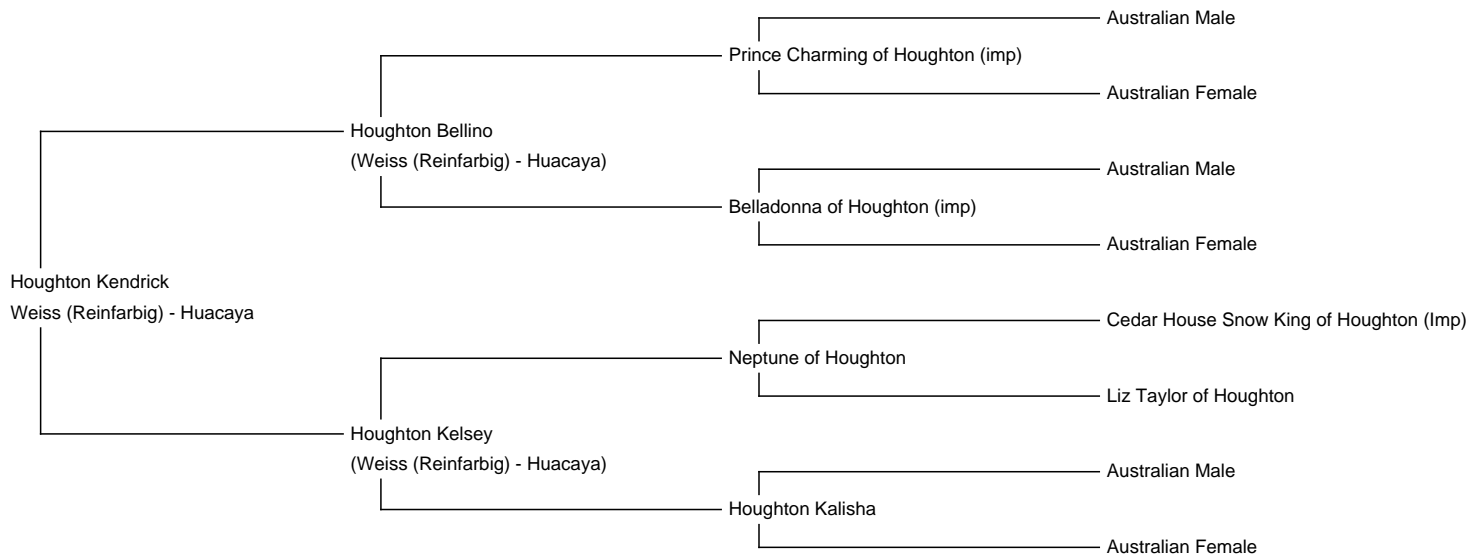 Australian Male
Prince Charming of Houghton (imp)
Australian Female
Houghton Bellino
(Weiss (Reinfarbig) - Huacaya)
Australian Male
Belladonna of Houghton (imp)
Australian Female
Houghton Kendrick
Weiss (Reinfarbig) - Huacaya
Cedar House Snow King of Houghton (Imp)
Neptune of Houghton
Liz Taylor of Houghton
Houghton Kelsey
(Weiss (Reinfarbig) - Huacaya)
Australian Male
Houghton Kalisha
Australian Female